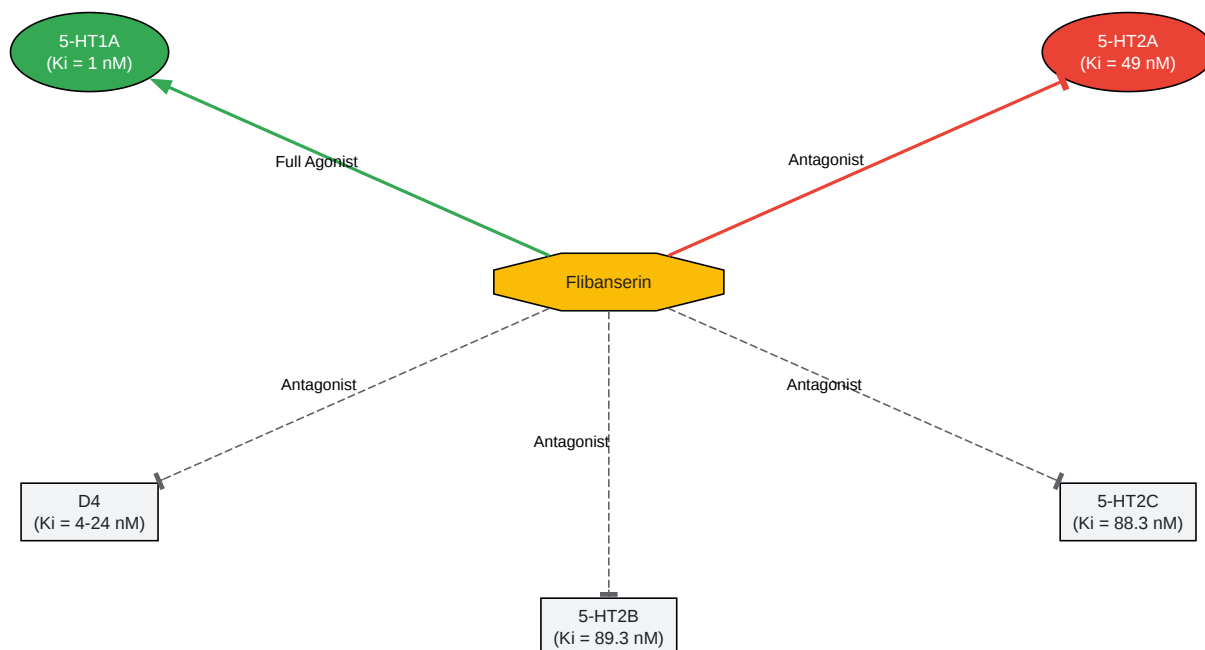 5-HT1A
(Ki = 1 nM)
5-HT2A
(Ki = 49 nM)
Full Agonist
Antagonist
Flibanserin
Antagonist
Antagonist
Antagonist
D4
(Ki = 4-24 nM)
5-HT2C
(Ki = 88.3 nM)
5-HT2B
(Ki = 89.3 nM)